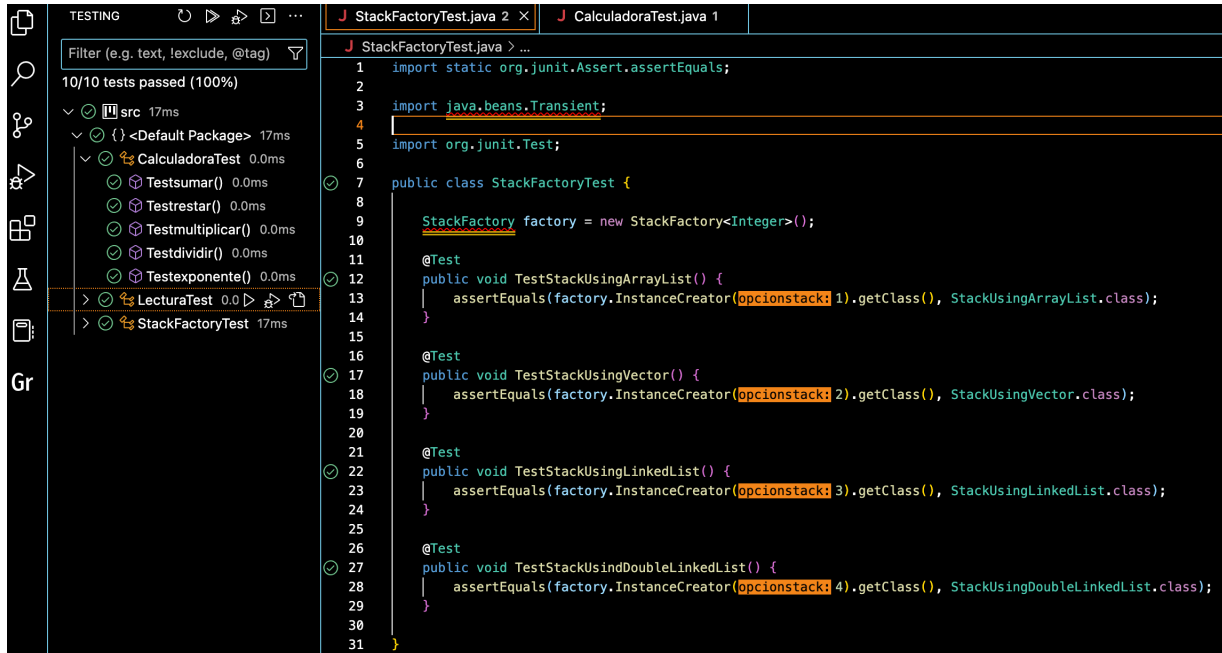 TESTING
Filter (e.g. text, !exclude, @tag)
10/10 tests passed (100%)
src 17ms
{} <Default Package> 17ms
CalculadoraTest 0.0ms
Testsumar() 0.0ms
Testrestar() 0.0ms
Testmultiplicar() 0.0ms
Testdividir() 0.0ms
Testexponente() 0.0ms
LecturaTest 0.0
StackFactoryTest 17ms
Gr
J StackFactoryTest.java 2 ×
J CalculadoraTest.java 1
J StackFactoryTest.java > ...
1 import static org.junit.Assert.assertEquals;
2
3 import java.beans.Transient;
4
5 import org.junit.Test;
6
7 public class StackFactoryTest {
8
9 StackFactory factory = new StackFactory<Integer>();
10
11 @Test
12 public void TestStackUsingArrayList() {
13 assertEquals(factory.InstanceCreator(opcionstack: 1).getClass(), StackUsingArrayList.class);
14 }
15
16 @Test
17 public void TestStackUsingVector() {
18 assertEquals(factory.InstanceCreator(opcionstack: 2).getClass(), StackUsingVector.class);
19 }
20
21 @Test
22 public void TestStackUsingLinkedList() {
23 assertEquals(factory.InstanceCreator(opcionstack: 3).getClass(), StackUsingLinkedList.class);
24 }
25
26 @Test
27 public void TestStackUsindDoubleLinkedList() {
28 assertEquals(factory.InstanceCreator(opcionstack: 4).getClass(), StackUsingDoubleLinkedList.class);
29 }
30
31 }